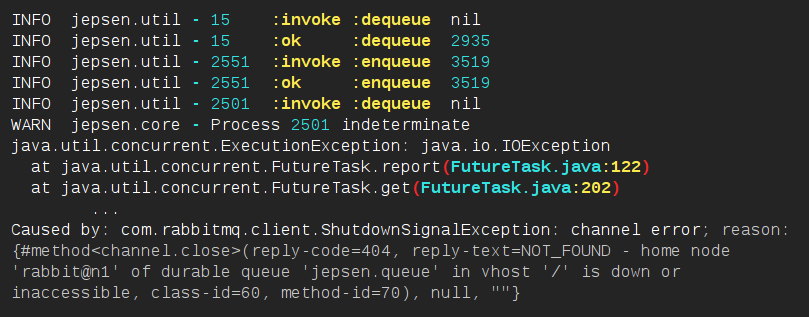 INFO  jepsen.util - 15    :invoke :dequeue  nil
INFO  jepsen.util - 15    :ok     :dequeue  2935
INFO  jepsen.util - 2551  :invoke :enqueue  3519
INFO  jepsen.util - 2551  :ok     :enqueue  3519
INFO  jepsen.util - 2501  :invoke :dequeue  nil
WARN  jepsen.core - Process 2501 indeterminate
java.util.concurrent.ExecutionException: java.io.IOException
  at java.util.concurrent.FutureTask.report(FutureTask.java:122)
  at java.util.concurrent.FutureTask.get(FutureTask.java:202)
        ...
Caused by: com.rabbitmq.client.ShutdownSignalException: channel error; reason:
{#method<channel.close>(reply-code=404, reply-text=NOT_FOUND - home node
'rabbit@n1' of durable queue 'jepsen.queue' in vhost '/' is down or
inaccessible, class-id=60, method-id=70), null, ""}